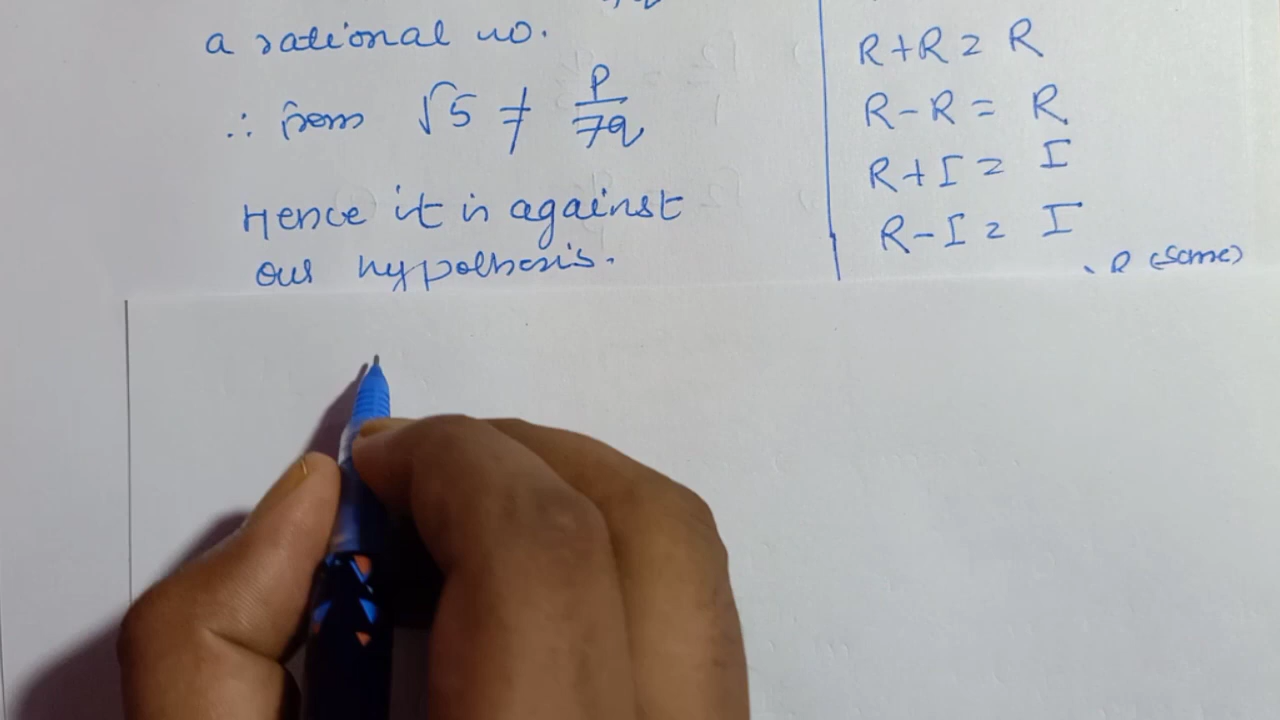 a rational no.
∴ from √5 ≠ p/7q
Hence it is against
our hypothesis.
R+R = R
R-R = R
R+I = I
R-I = I
R (same)